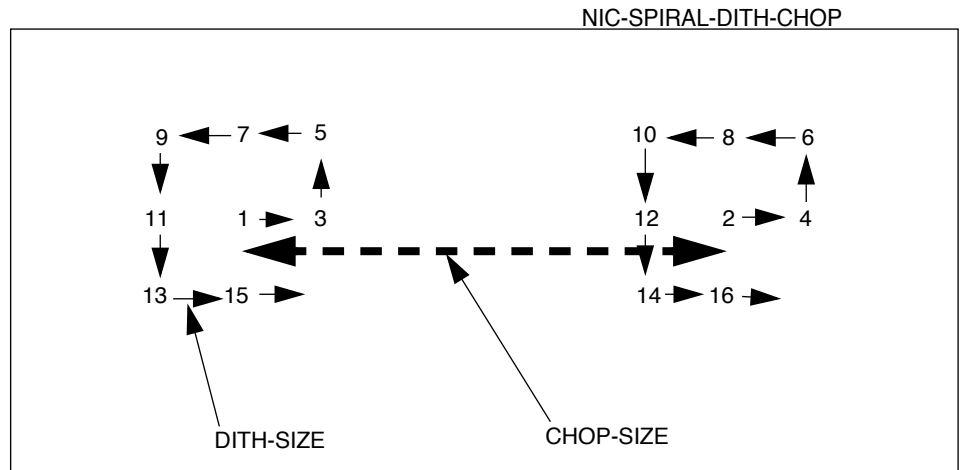 NIC-SPIRAL-DITH-CHOP
9 7 5 10 8 6
11 1 3 12 2 4
13 15 14 16
DITH-SIZE CHOP-SIZE